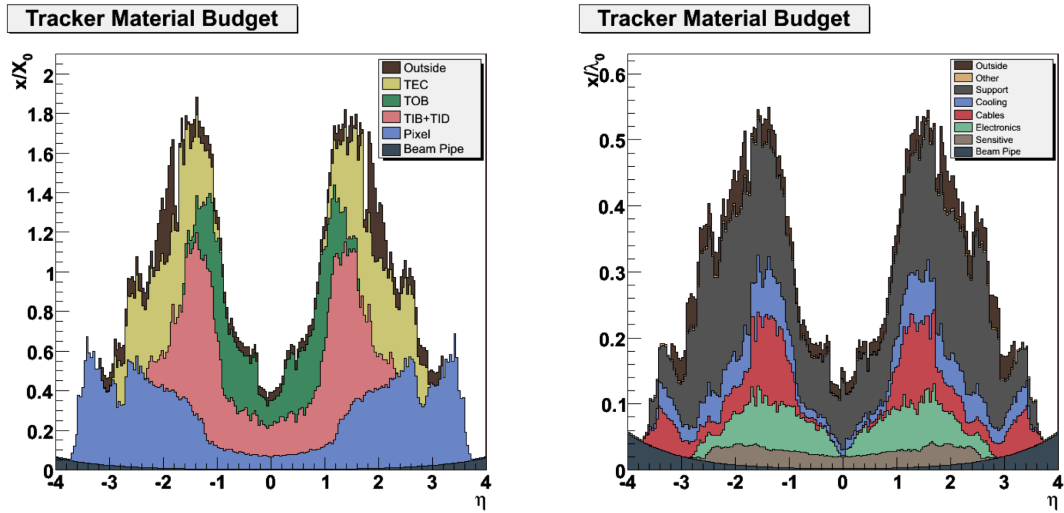 Tracker Material Budget
x/X₀
Outside
TEC
TOB
TIB+TID
Pixel
Beam Pipe
2
1.8
1.6
1.4
1.2
1
0.8
0.6
0.4
0.2
0
-4 -3 -2 -1 0 1 2 3 4
η
Tracker Material Budget
x/λ₀
Outside
Other
Support
Cooling
Cables
Electronics
Sensitive
Beam Pipe
0.6
0.5
0.4
0.3
0.2
0.1
0
-4 -3 -2 -1 0 1 2 3 4
η